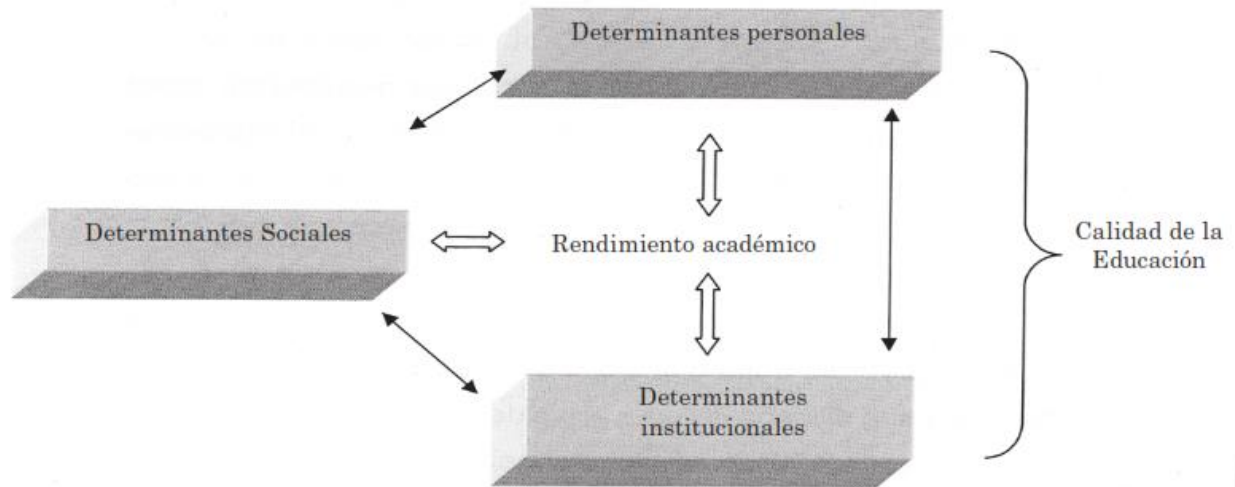 Determinantes personales
Determinantes Sociales
Rendimiento académico
Calidad de la
Educación
Determinantes
institucionales